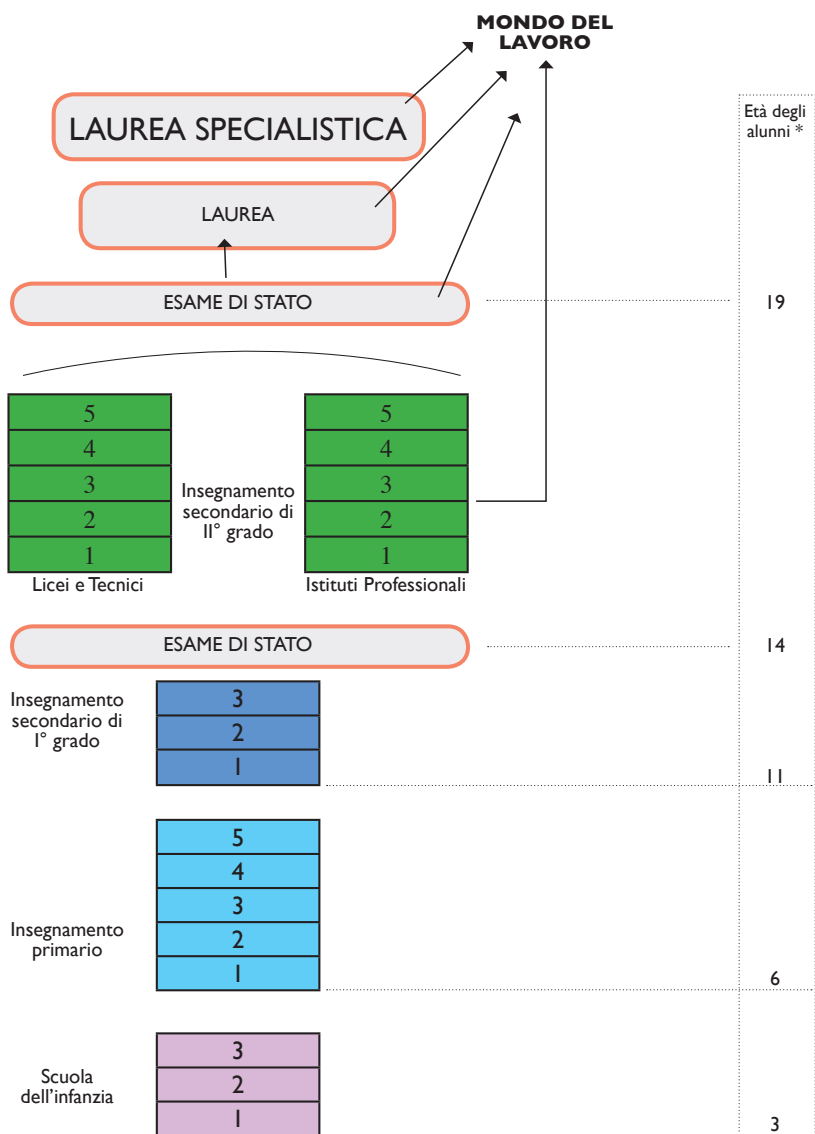 MONDO DEL
LAVORO
Età degli
alunni *
LAUREA SPECIALISTICA
LAUREA
ESAME DI STATO
19
5
4
3
2
1
Licei e Tecnici
Insegnamento
secondario di
II° grado
5
4
3
2
1
Istituti Professionali
ESAME DI STATO
14
Insegnamento
secondario di
I° grado
3
2
1
11
Insegnamento
primario
5
4
3
2
1
6
Scuola
dell'infanzia
3
2
1
3